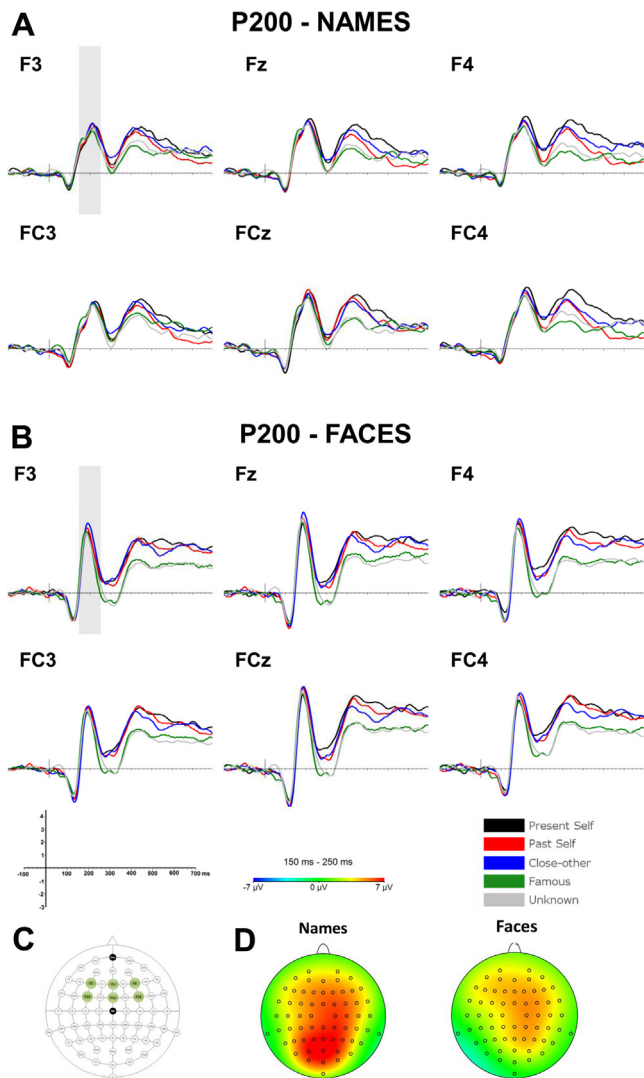 A P200 - NAMES
F3 Fz F4
FC3 FCz FC4
B P200 - FACES
F3 Fz F4
FC3 FCz FC4
4
3
2
1
0
-1
-2
-3
-100 100 200 300 400 500 600 700 ms
150 ms - 250 ms
-7 µV 0 µV 7 µV
Present Self
Past Self
Close-other
Famous
Unknown
C D Names Faces